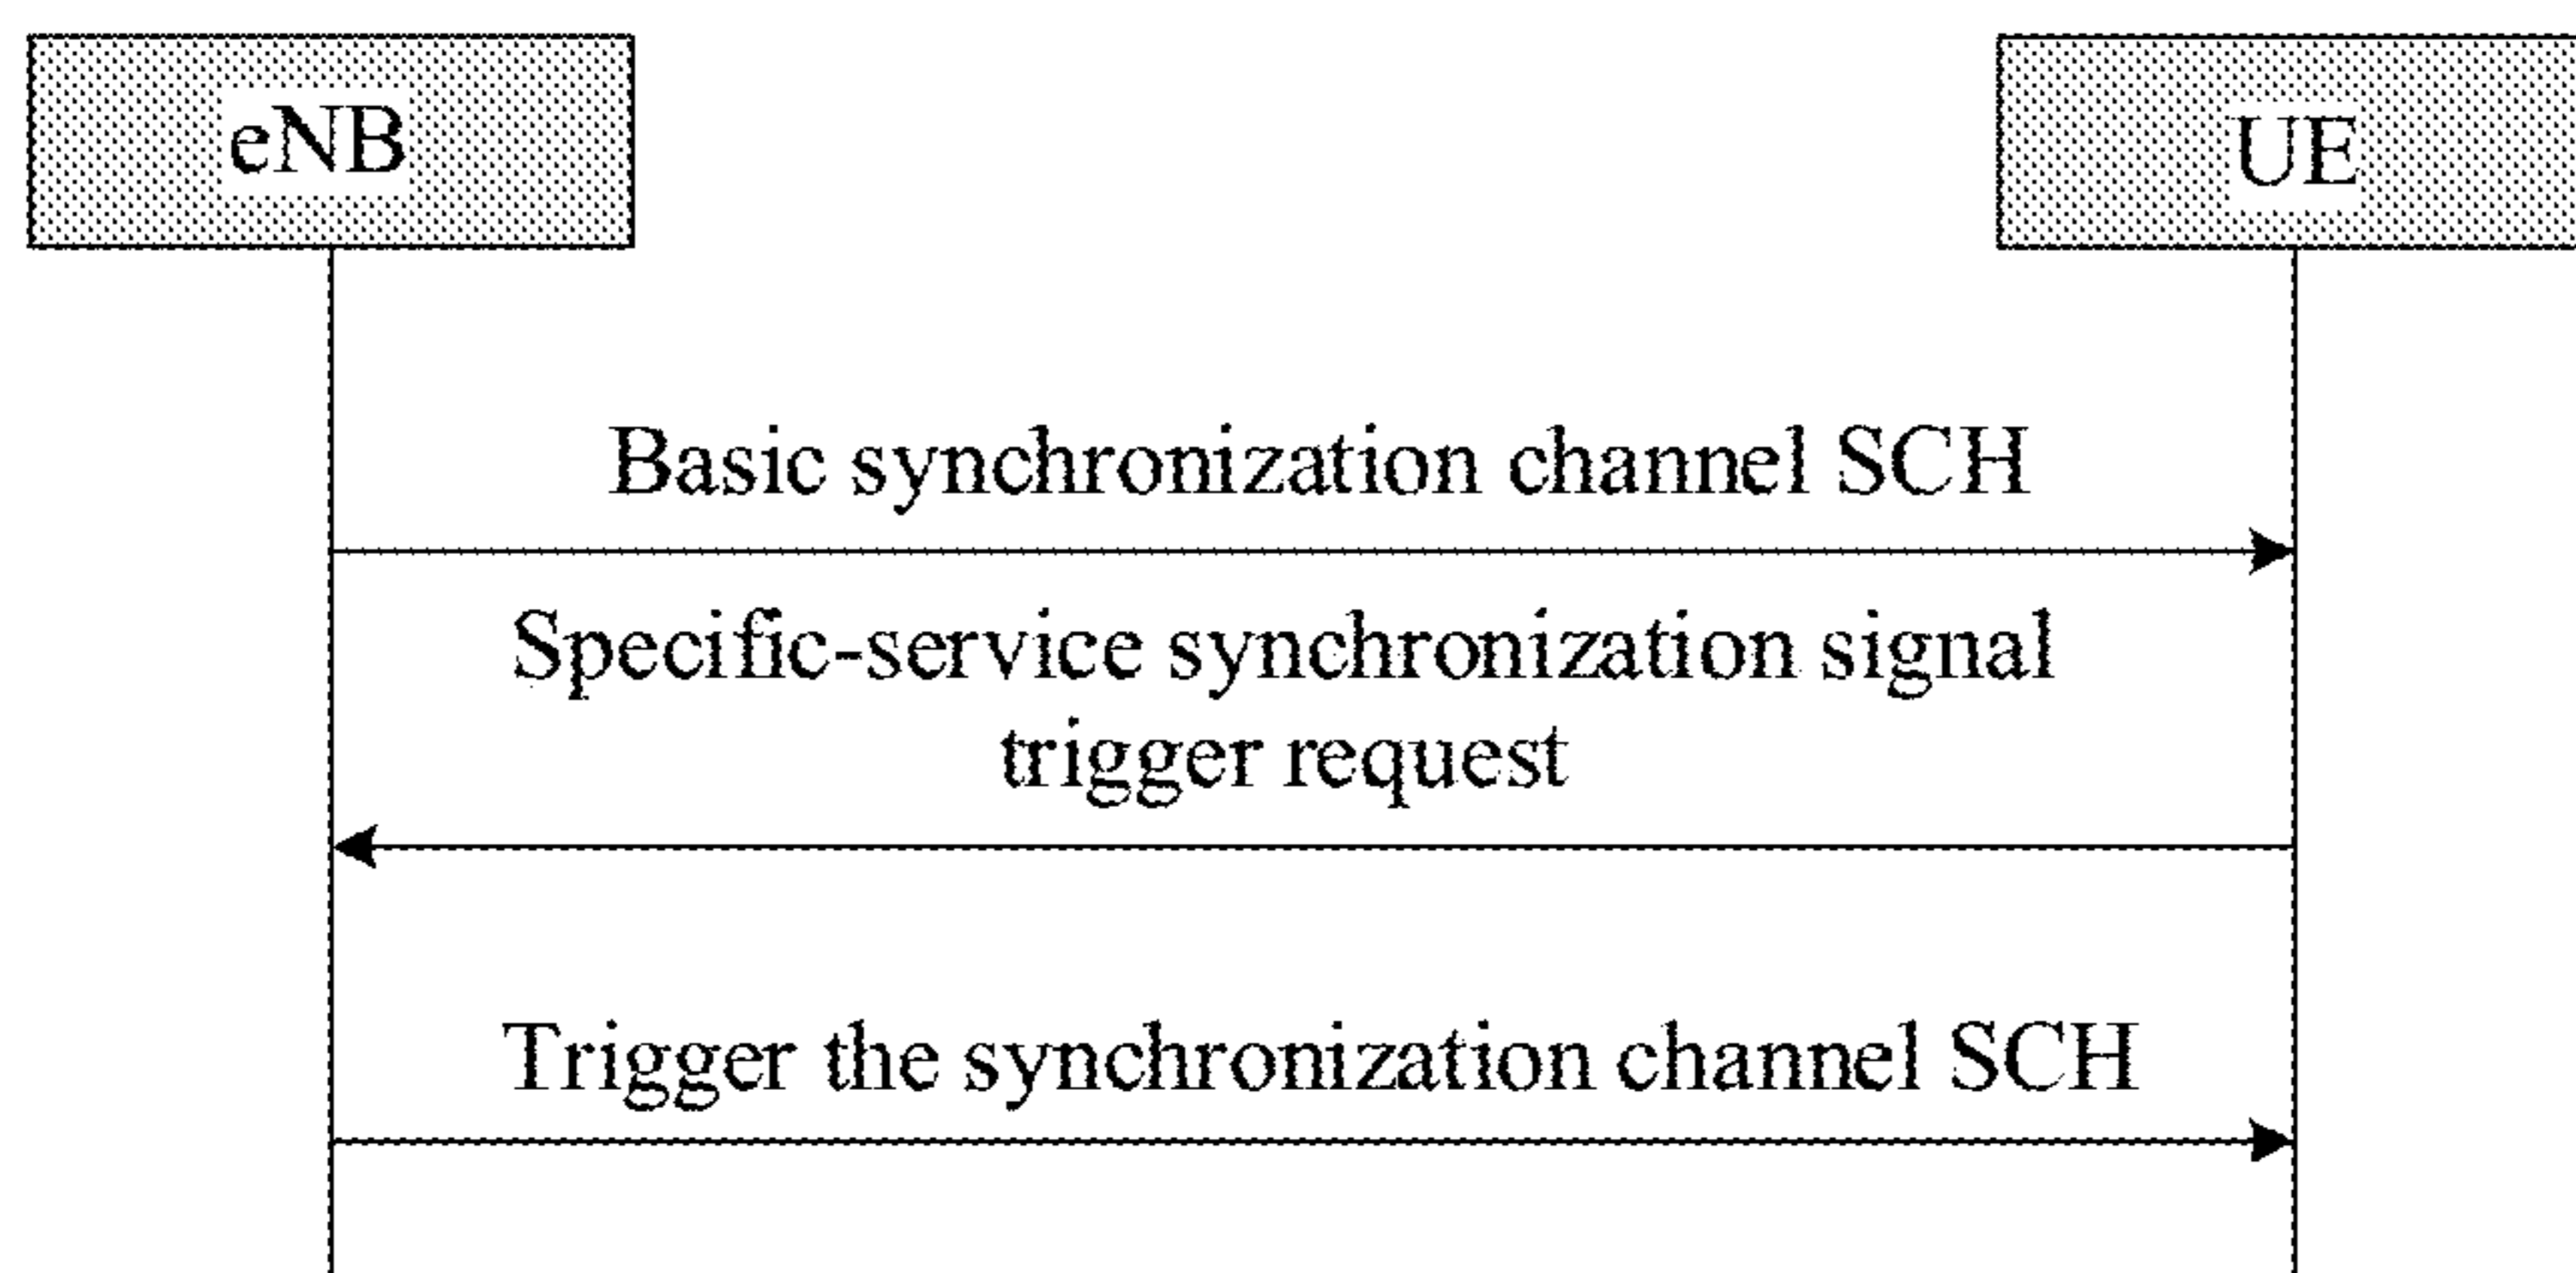 eNB
UE
Basic synchronization channel SCH
Specific-service synchronization signal
trigger request
Trigger the synchronization channel SCH